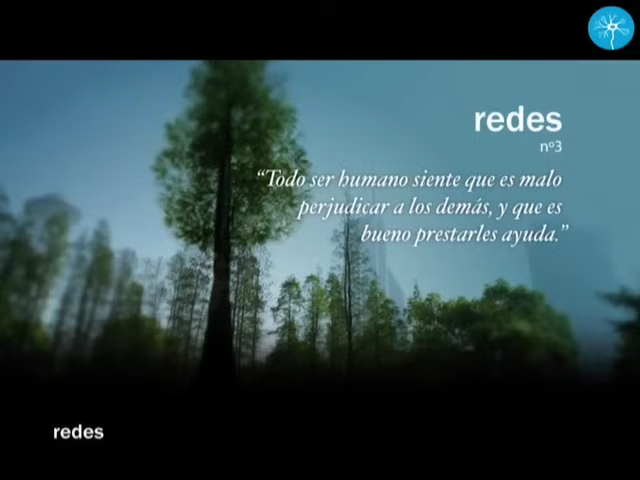 redes
nº3
“Todo ser humano siente que es malo
perjudicar a los demás, y que es
bueno prestarles ayuda.”
redes